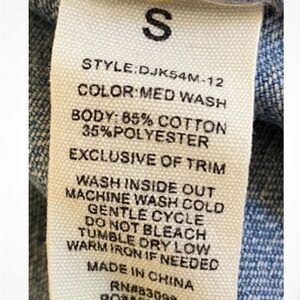 S
STYLE:DJK54M-12
COLOR:MED WASH
BODY: 65% COTTON
35%POLYESTER
EXCLUSIVE OF TRIM
WASH INSIDE OUT
MACHINE WASH COLD
GENTLE CYCLE
DO NOT BLEACH
TUMBLE DRY LOW
WARM IRON IF NEEDED
MADE IN CHINA